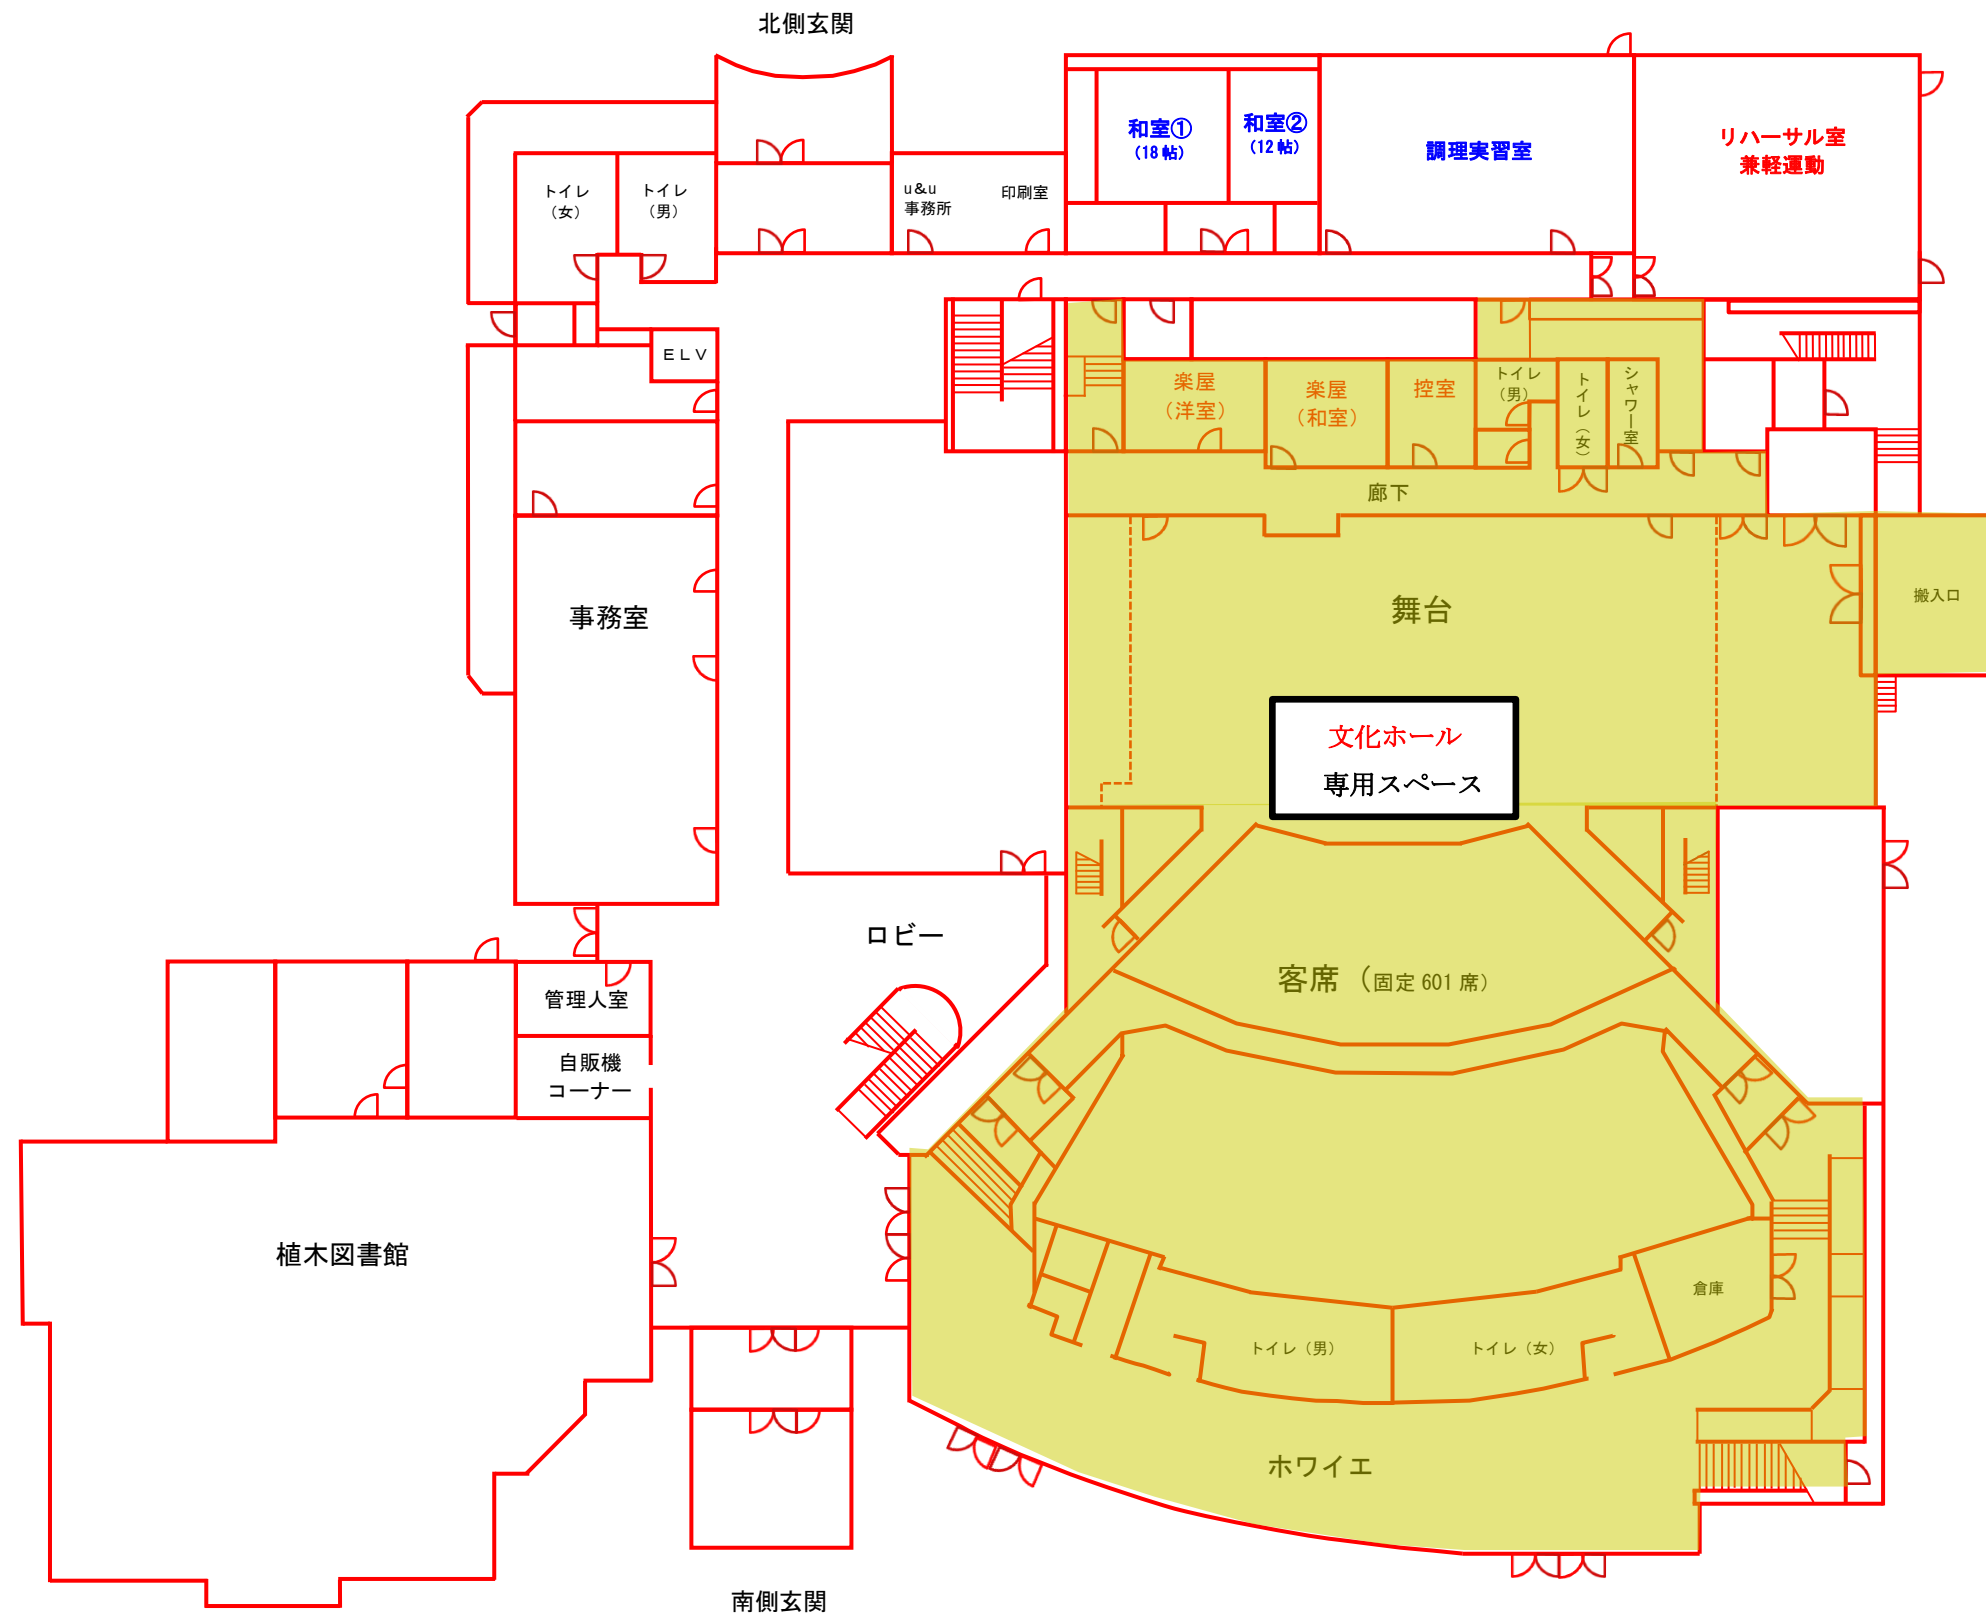 北側玄関
和室①
(18帖)
和室②
(12帖)
調理実習室
リハーサル室
兼軽運動
トイレ
(女)
トイレ
(男)
u&u
事務所
印刷室
ELV
楽屋
(洋室)
楽屋
(和室)
控室
トイレ
(男)
トイレ(女)
シャワー室
廊下
事務室
舞台
搬入口
文化ホール
専用スペース
ロビー
客席(固定601席)
管理人室
自販機
コーナー
植木図書館
倉庫
トイレ(男)
トイレ(女)
ホワイエ
南側玄関